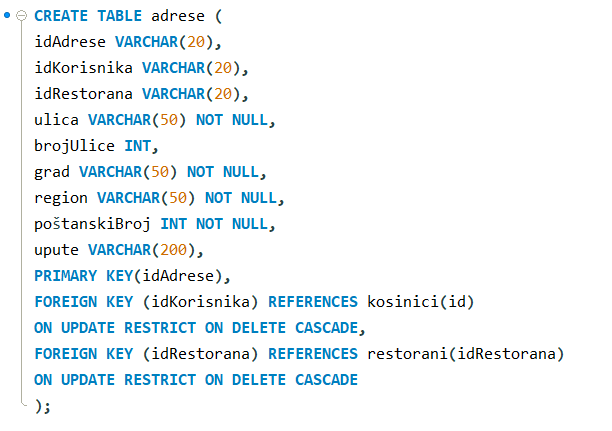 CREATE TABLE adrese (
idAdrese VARCHAR(20),
idKorisnika VARCHAR(20),
idRestorana VARCHAR(20),
ulica VARCHAR(50) NOT NULL,
brojUlice INT,
grad VARCHAR(50) NOT NULL,
region VARCHAR(50) NOT NULL,
poštanskiBroj INT NOT NULL,
upute VARCHAR(200),
PRIMARY KEY(idAdrese),
FOREIGN KEY (idKorisnika) REFERENCES kosinici(id)
ON UPDATE RESTRICT ON DELETE CASCADE,
FOREIGN KEY (idRestorana) REFERENCES restorani(idRestorana)
ON UPDATE RESTRICT ON DELETE CASCADE
);